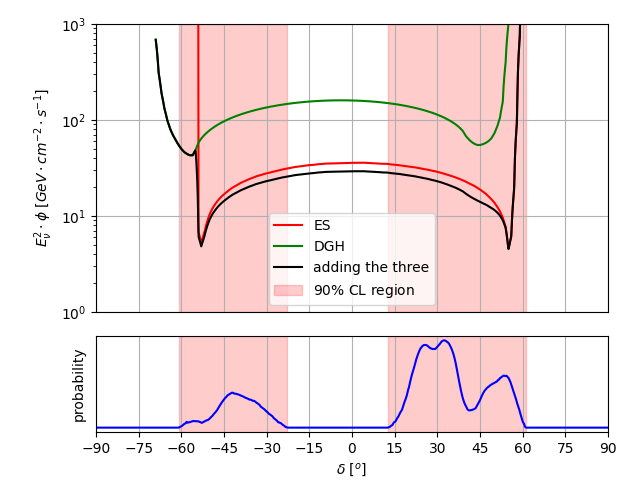 10³
10²
10¹
10⁰
E²ᵥ · ϕ [GeV · cm⁻² · s⁻¹]
ES
DGH
adding the three
90% CL region
probability
−90 −75 −60 −45 −30 −15 0 15 30 45 60 75 90
δ [°]